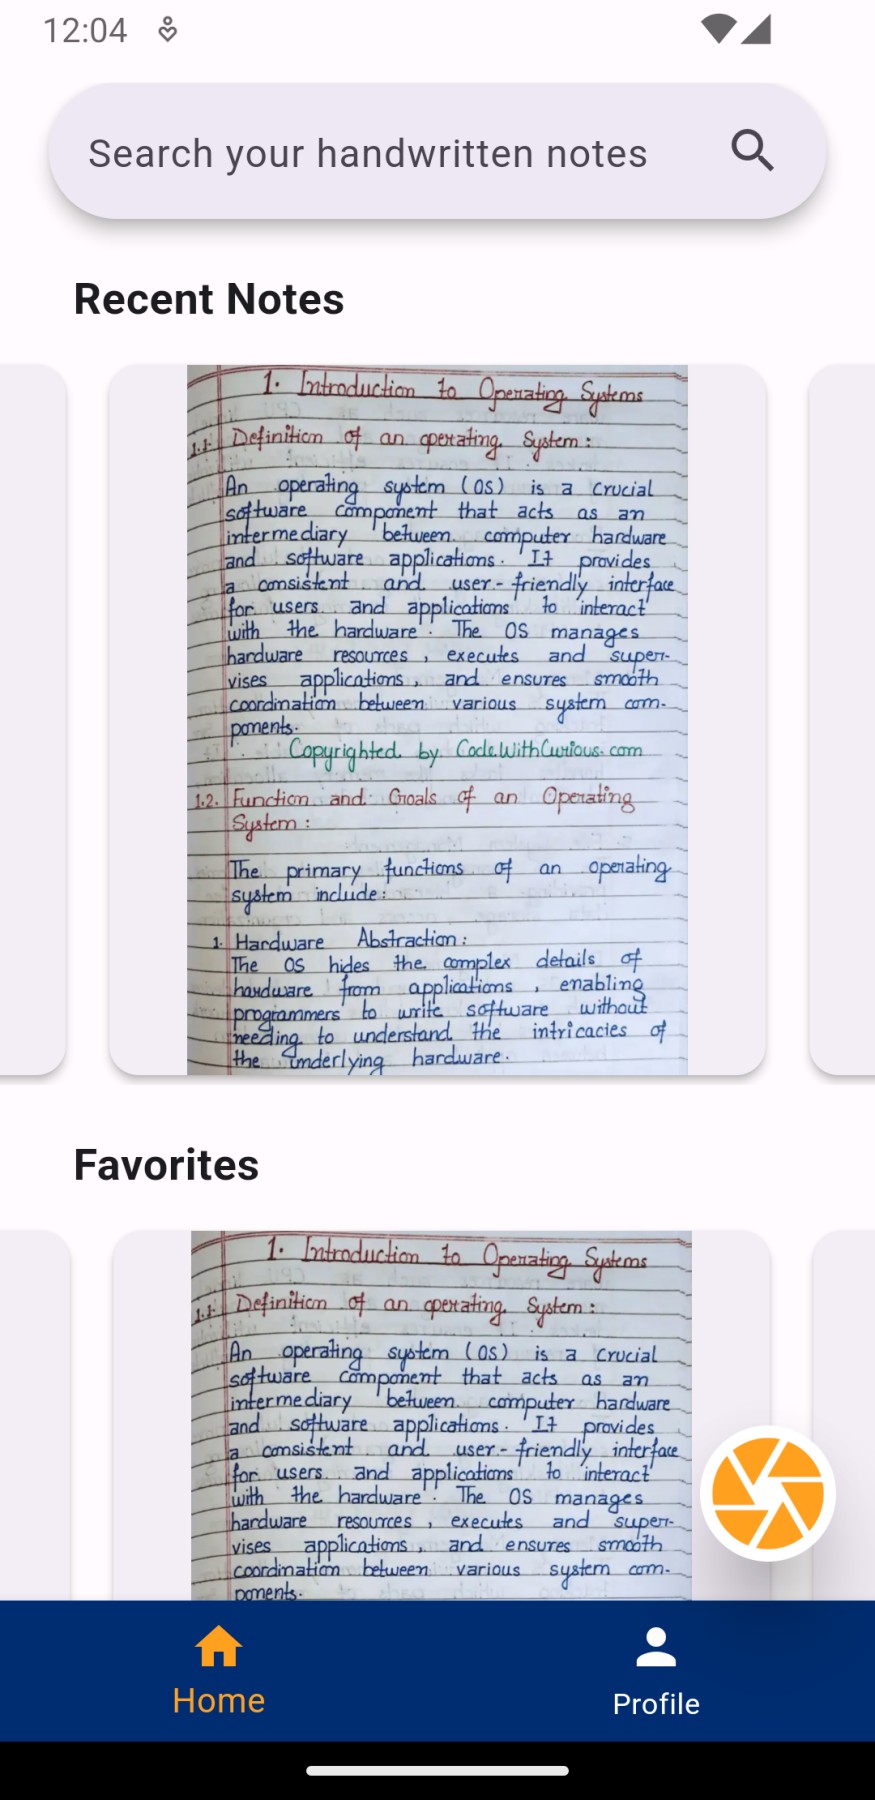 12:04
Search your handwritten notes
Recent Notes
1. Introduction to Operating Systems
1.1. Definition of an operating System :
An operating system (OS) is a crucial
software component that acts as an
intermediary between computer hardware
and software applications. It provides
a consistent and user-friendly interface
for users and applications to interact
with the hardware. The OS manages
hardware resources, executes and super-
vises applications, and ensures smooth
coordination between various system com-
ponents.
Copyrighted by CodeWithCurious.com
1.2. Function and Goals of an Operating
System :
The primary functions of an operating
system include:
1. Hardware Abstraction :
The OS hides the complex details of
hardware from applications, enabling
programmers to write software without
needing to understand the intricacies of
the underlying hardware.
Favorites
1. Introduction to Operating Systems
1.1. Definition of an operating System :
An operating system (OS) is a crucial
software component that acts as an
intermediary between computer hardware
and software applications. It provides
a consistent and user-friendly interface
for users and applications to interact
with the hardware. The OS manages
hardware resources, executes and super-
vises applications, and ensures smooth
coordination between various system com-
ponents.
Home
Profile